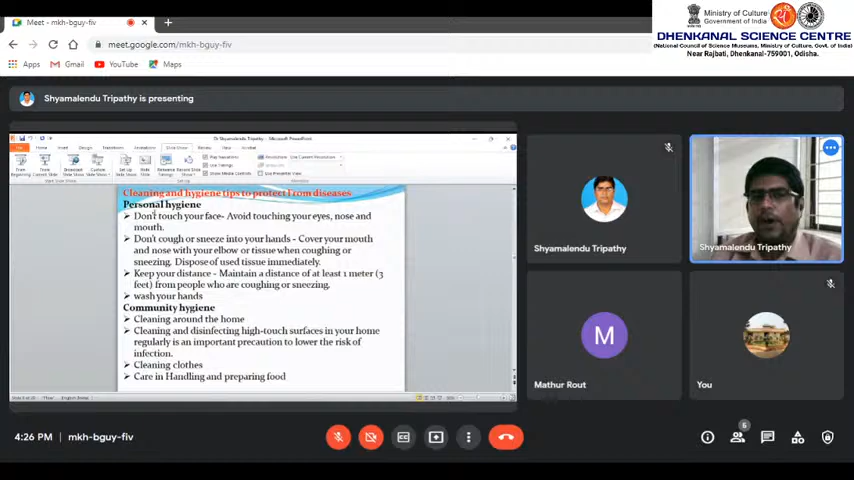 Meet - mkh-bguy-fiv
meet.google.com/mkh-bguy-fiv
Apps
Gmail
YouTube
Maps
Ministry of Culture
Government of India
DHENKANAL SCIENCE CENTRE
(National Council of Science Museums, Ministry of Culture, Govt. of India)
Near Rajbati, Dhenkanal-759001, Odisha.
Shyamalendu Tripathy is presenting
Dr Shyamalendu Tripathy - Microsoft PowerPoint
Cleaning and hygiene tips to protect from diseases
Personal hygiene
Don't touch your face- Avoid touching your eyes, nose and
mouth.
Don't cough or sneeze into your hands - Cover your mouth
and nose with your elbow or tissue when coughing or
sneezing. Dispose of used tissue immediately.
Keep your distance - Maintain a distance of at least 1 meter (3
feet) from people who are coughing or sneezing.
wash your hands
Community hygiene
Cleaning around the home
Cleaning and disinfecting high-touch surfaces in your home
regularly is an important precaution to lower the risk of
infection.
Cleaning clothes
Care in Handling and preparing food
Shyamalendu Tripathy
Shyamalendu Tripathy
M
Mathur Rout
You
4:26 PM | mkh-bguy-fiv
6